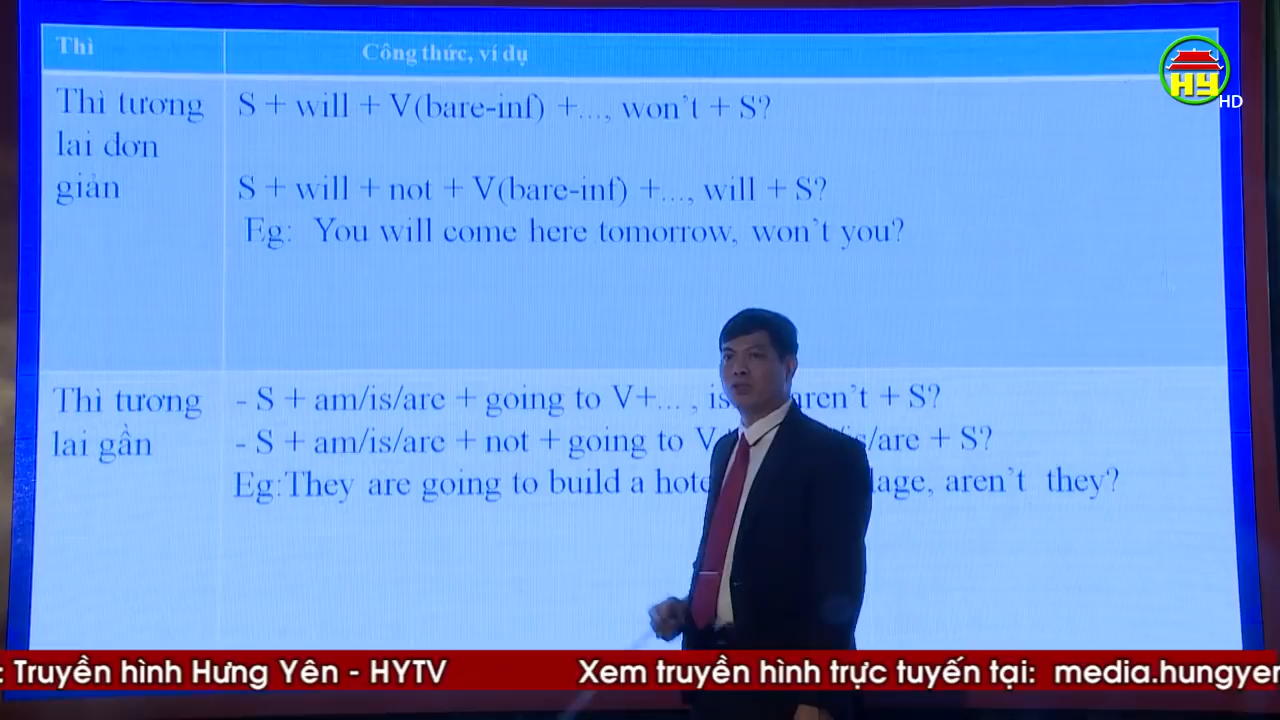 Thì
Công thức, ví dụ
HY
HD
Thì tương
lai đơn
giản
S + will + V(bare-inf) +..., won't + S?
S + will + not + V(bare-inf) +..., will + S?
Eg: You will come here tomorrow, won't you?
Thì tương
lai gần
- S + am/is/are + going to V+... , aren't + S?
- S + am/is/are + not + going to /is/are + S?
Eg:They are going to build a aren't they?
: Truyền hình Hưng Yên - HYTV
Xem truyền hình trực tuyến tại: media.hungyen